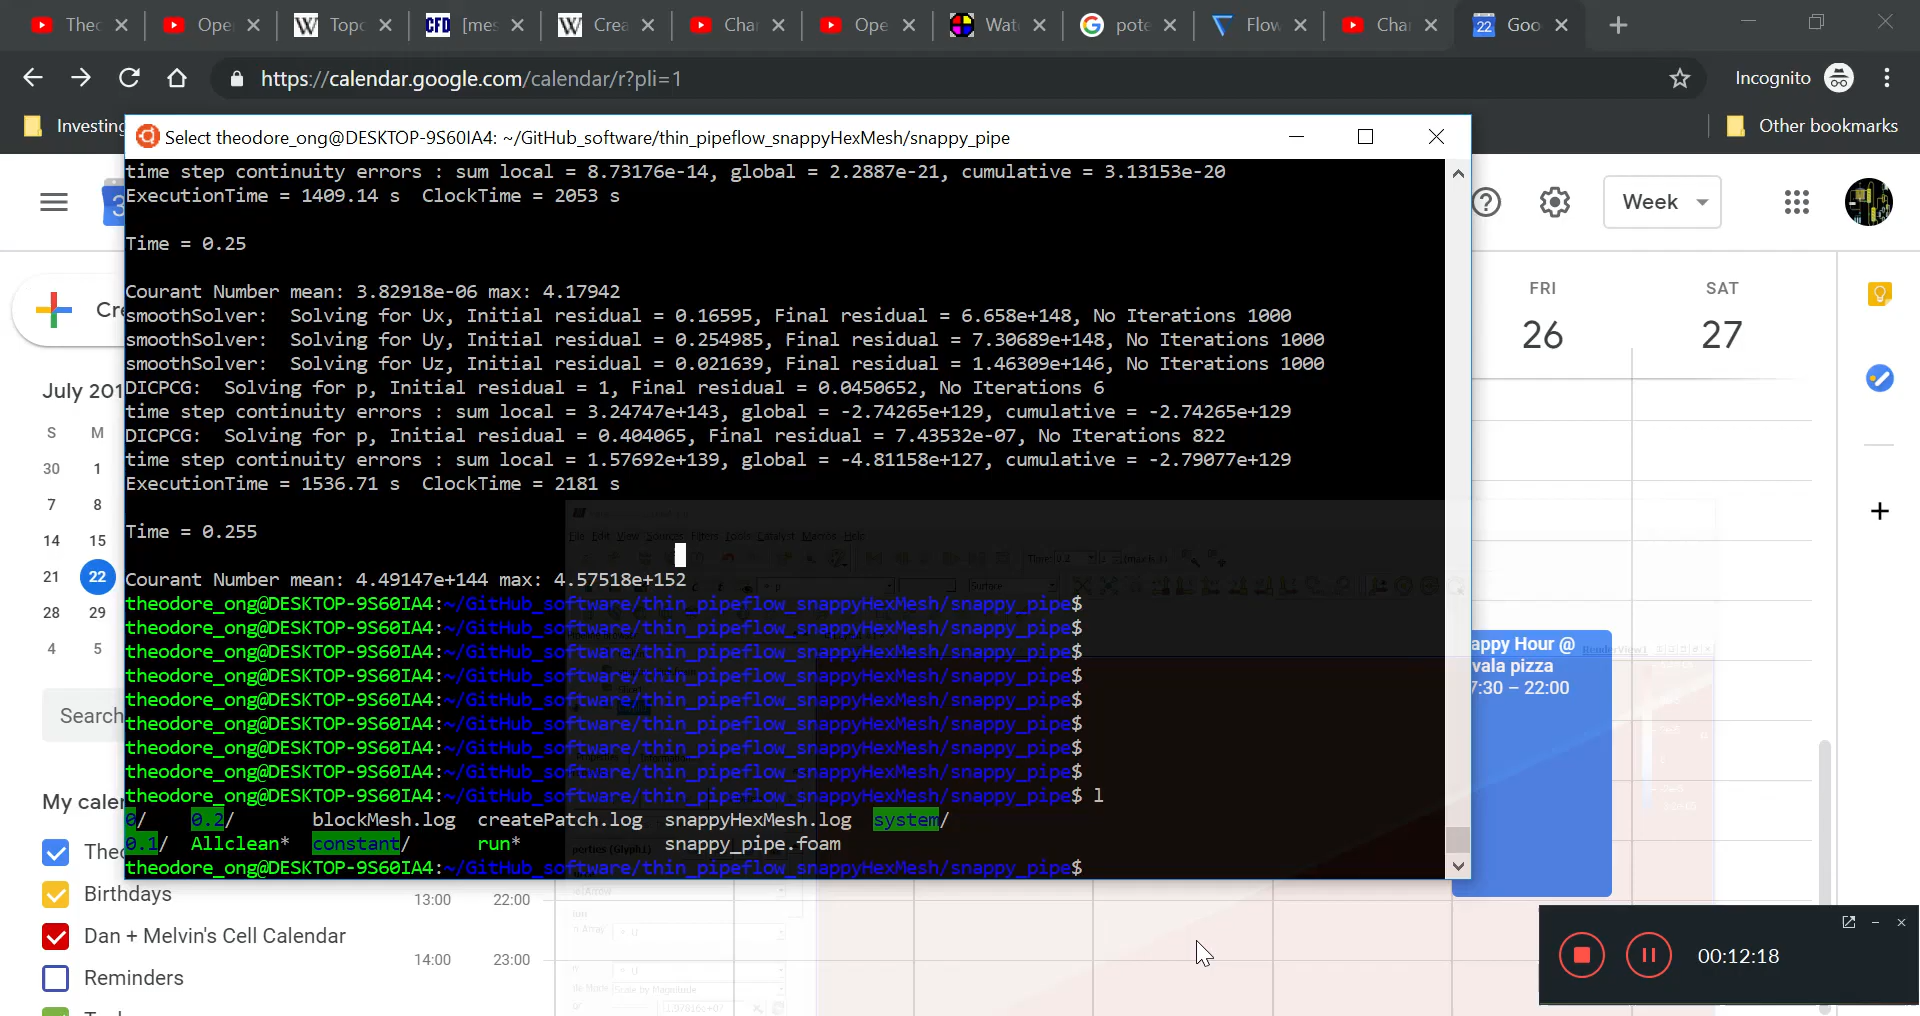 Theo
Ope
Topo
CFD
[mes
Crea
Char
Ope
Wat
pote
Flow
Char
22
Goo
https://calendar.google.com/calendar/r?pli=1
Incognito
Investing
Other bookmarks
Select theodore_ong@DESKTOP-9S60IA4: ~/GitHub_software/thin_pipeflow_snappyHexMesh/snappy_pipe
time step continuity errors : sum local = 8.73176e-14, global = 2.2887e-21, cumulative = 3.13153e-20
ExecutionTime = 1409.14 s  ClockTime = 2053 s
Time = 0.25
Courant Number mean: 3.82918e-06 max: 4.17942
smoothSolver:  Solving for Ux, Initial residual = 0.16595, Final residual = 6.658e+148, No Iterations 1000
smoothSolver:  Solving for Uy, Initial residual = 0.254985, Final residual = 7.30689e+148, No Iterations 1000
smoothSolver:  Solving for Uz, Initial residual = 0.021639, Final residual = 1.46309e+146, No Iterations 1000
DICPCG:  Solving for p, Initial residual = 1, Final residual = 0.0450652, No Iterations 6
time step continuity errors : sum local = 3.24747e+143, global = -2.74265e+129, cumulative = -2.74265e+129
DICPCG:  Solving for p, Initial residual = 0.404065, Final residual = 7.43532e-07, No Iterations 822
time step continuity errors : sum local = 1.57692e+139, global = -4.81158e+127, cumulative = -2.79077e+129
ExecutionTime = 1536.71 s  ClockTime = 2181 s
Time = 0.255
Courant Number mean: 4.49147e+144 max: 4.57518e+152
theodore_ong@DESKTOP-9S60IA4:~/GitHub_software/thin_pipeflow_snappyHexMesh/snappy_pipe$
theodore_ong@DESKTOP-9S60IA4:~/GitHub_software/thin_pipeflow_snappyHexMesh/snappy_pipe$
theodore_ong@DESKTOP-9S60IA4:~/GitHub_software/thin_pipeflow_snappyHexMesh/snappy_pipe$
theodore_ong@DESKTOP-9S60IA4:~/GitHub_software/thin_pipeflow_snappyHexMesh/snappy_pipe$
theodore_ong@DESKTOP-9S60IA4:~/GitHub_software/thin_pipeflow_snappyHexMesh/snappy_pipe$
theodore_ong@DESKTOP-9S60IA4:~/GitHub_software/thin_pipeflow_snappyHexMesh/snappy_pipe$
theodore_ong@DESKTOP-9S60IA4:~/GitHub_software/thin_pipeflow_snappyHexMesh/snappy_pipe$
theodore_ong@DESKTOP-9S60IA4:~/GitHub_software/thin_pipeflow_snappyHexMesh/snappy_pipe$
theodore_ong@DESKTOP-9S60IA4:~/GitHub_software/thin_pipeflow_snappyHexMesh/snappy_pipe$ l
0/    0.2/       blockMesh.log  createPatch.log  snappyHexMesh.log  system/
0.1/  Allclean*  constant/      run*             snappy_pipe.foam
theodore_ong@DESKTOP-9S60IA4:~/GitHub_software/thin_pipeflow_snappyHexMesh/snappy_pipe$
Week
FRI
26
SAT
27
Cre
July 201
S M
30 1
7 8
14 15
21 22
28 29
4 5
Search
My caler
Theo
Birthdays
Dan + Melvin's Cell Calendar
Reminders
13:00 22:00
14:00 23:00
appy Hour @
vala pizza
7:30 – 22:00
00:12:18